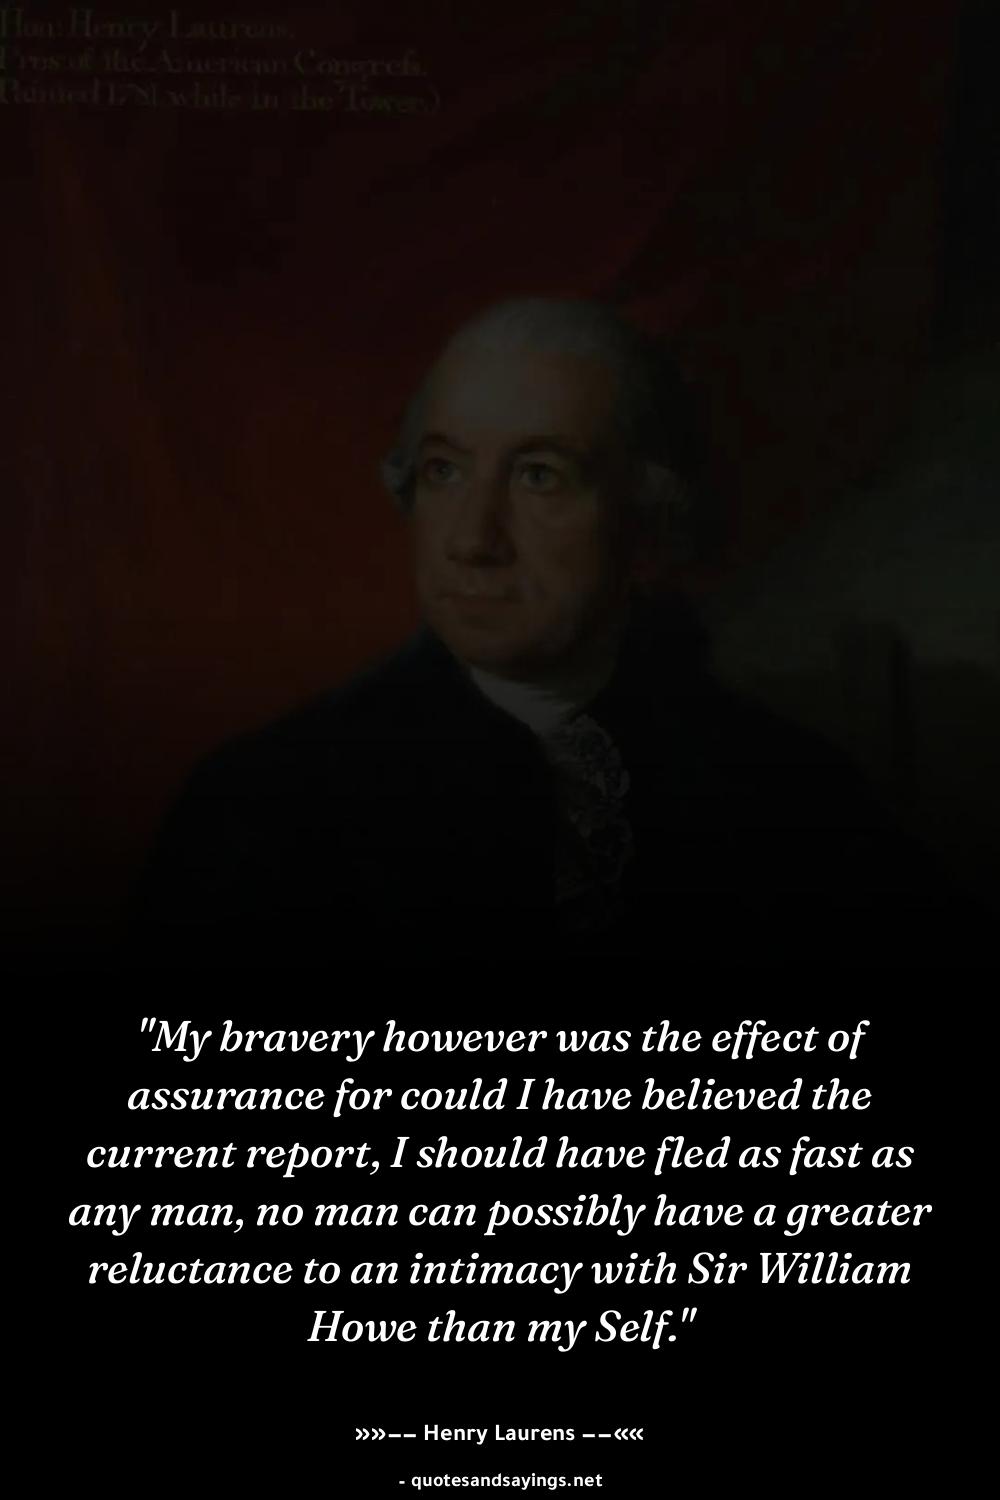 Hon: Henry Laurens.
Pres: of the American Congress.
Painted 1781, while in the Tower.)
"My bravery however was the effect of
assurance for could I have believed the
current report, I should have fled as fast as
any man, no man can possibly have a greater
reluctance to an intimacy with Sir William
Howe than my Self."
»»–– Henry Laurens ––««
- quotesandsayings.net